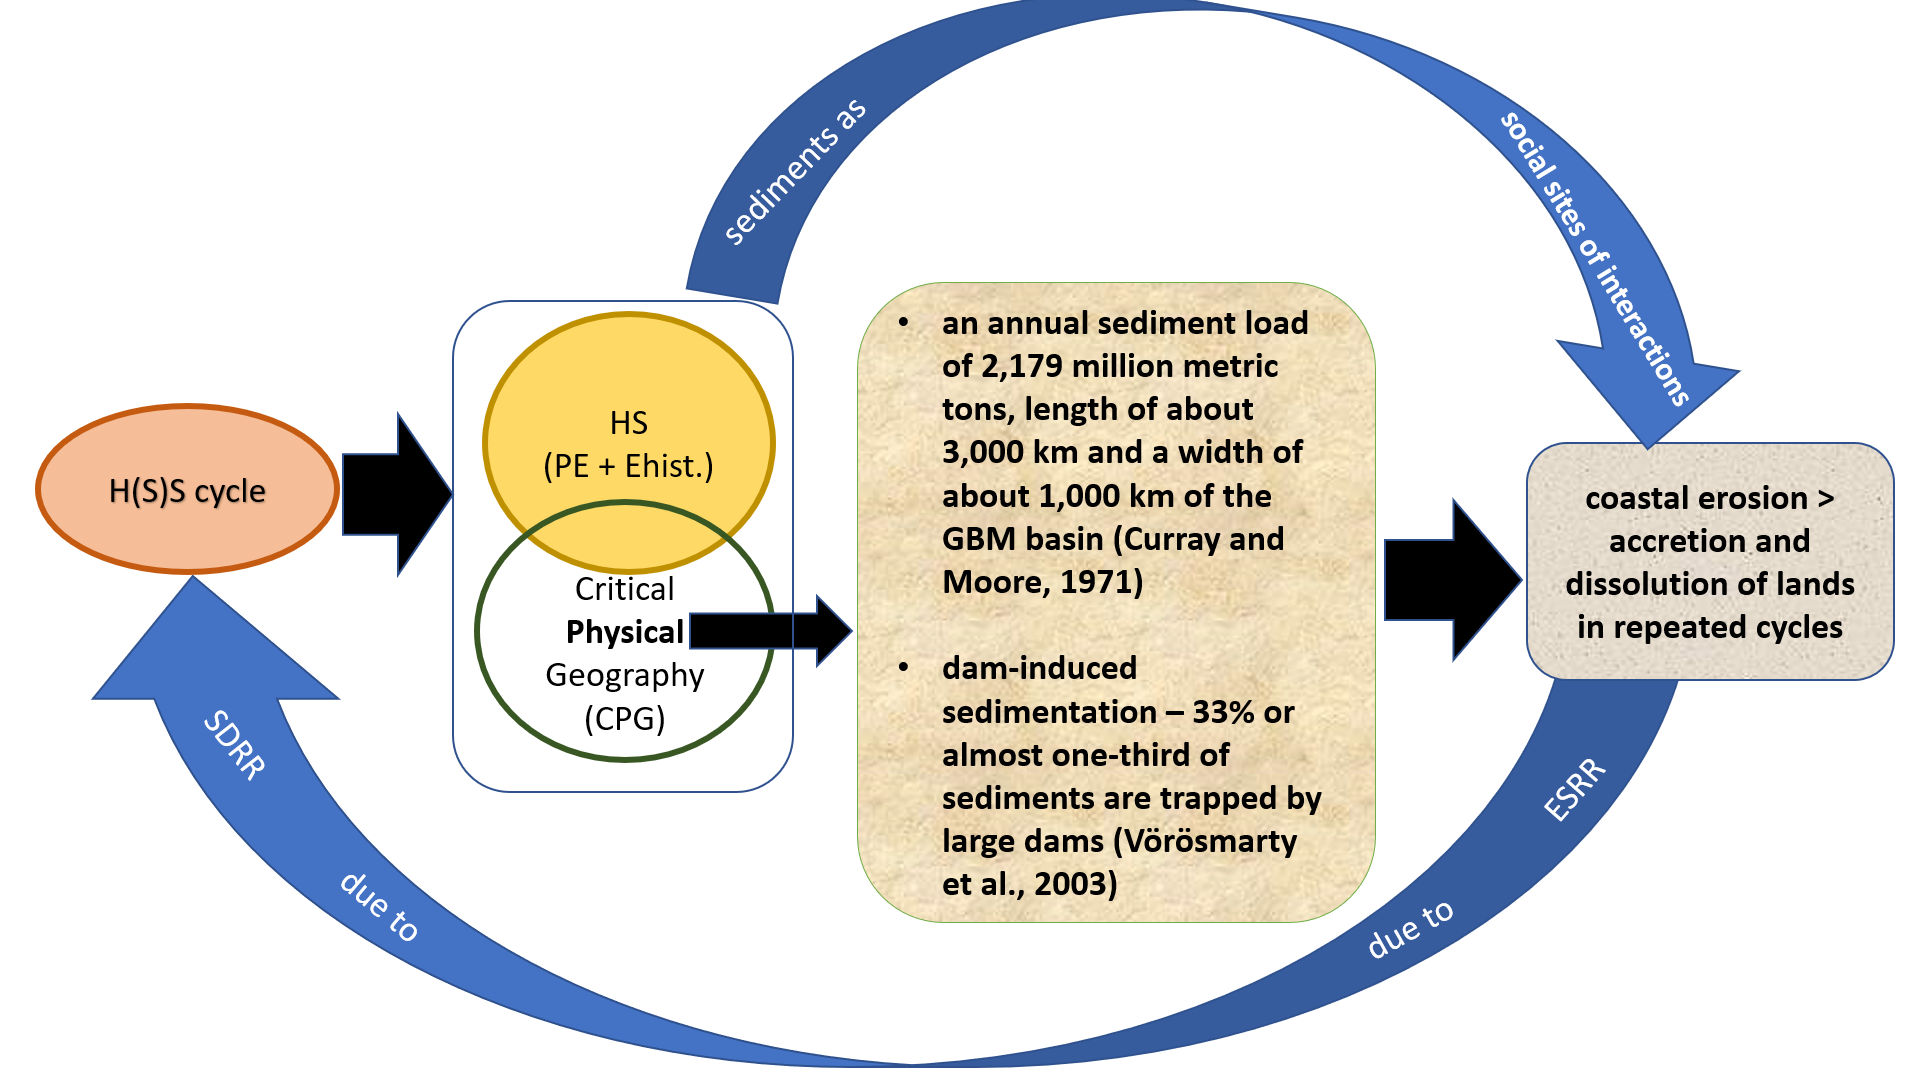 sediments as
social sites of interactions
H(S)S cycle
HS
(PE + Ehist.)
Critical
Physical
Geography
(CPG)
• an annual sediment load
of 2,179 million metric
tons, length of about
3,000 km and a width of
about 1,000 km of the
GBM basin (Curray and
Moore, 1971)
• dam-induced
sedimentation – 33% or
almost one-third of
sediments are trapped by
large dams (Vörösmarty
et al., 2003)
coastal erosion >
accretion and
dissolution of lands
in repeated cycles
ESRR
due to
due to
SDRR